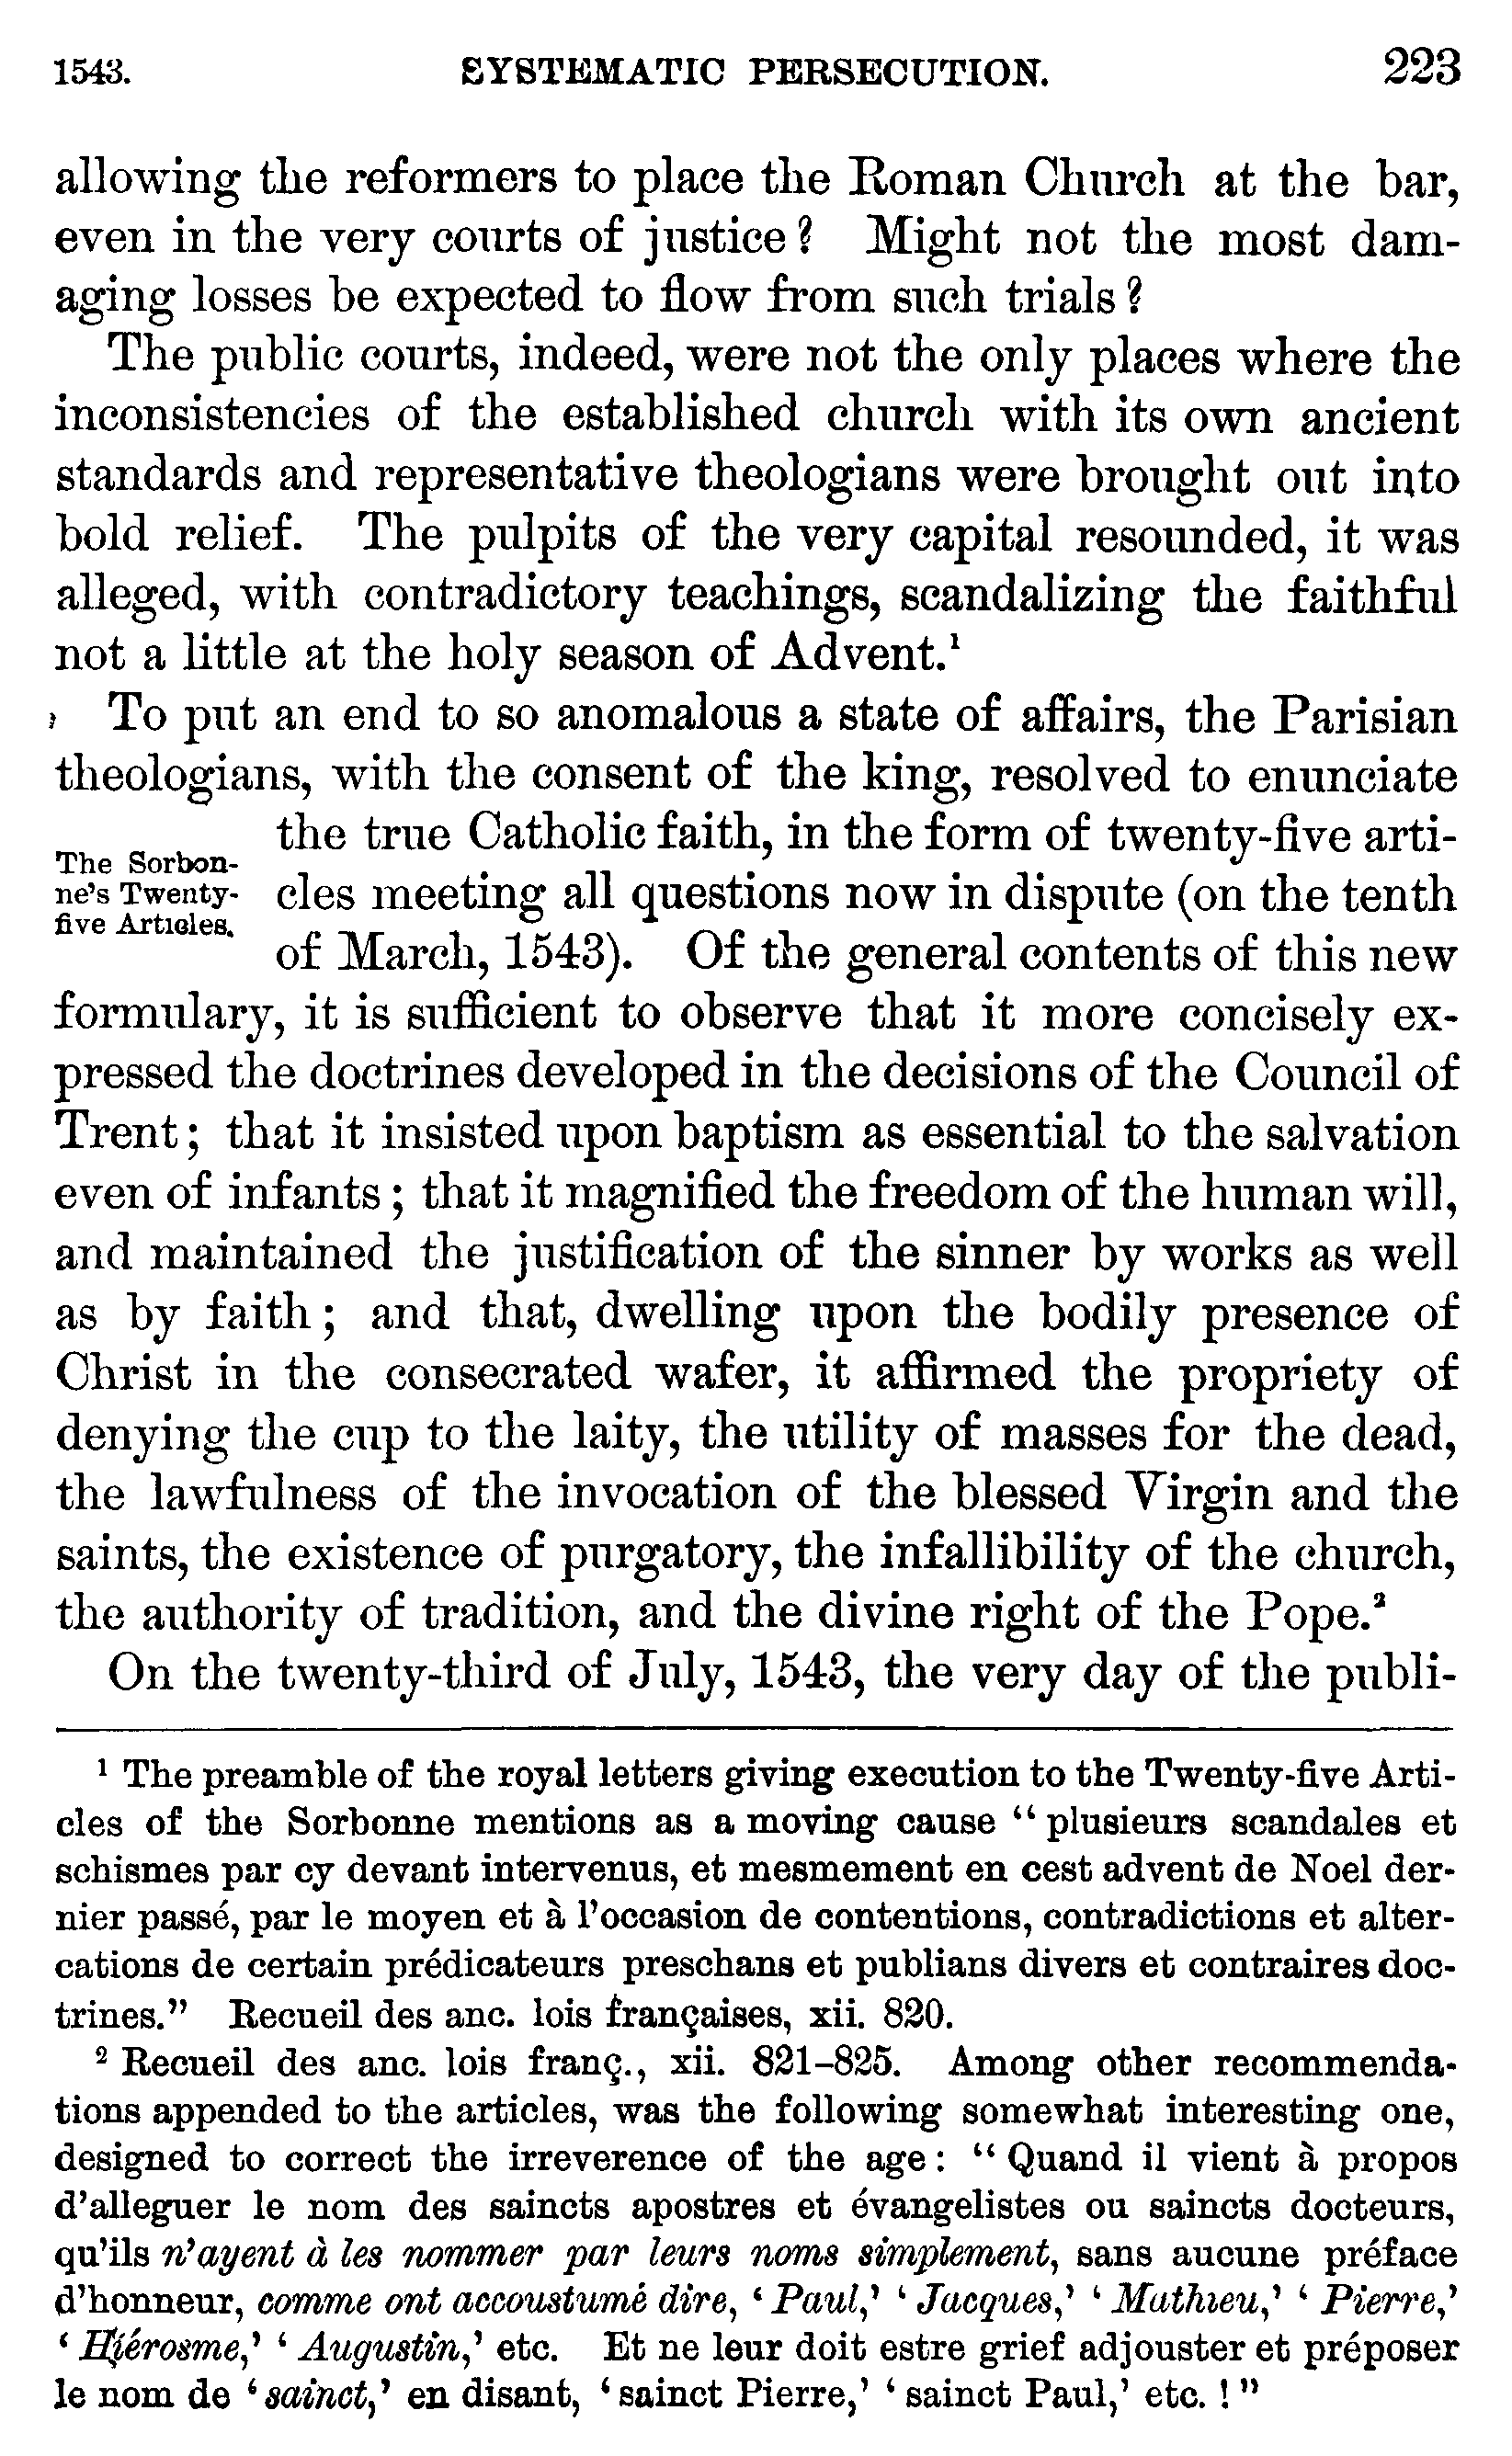 1543. SYSTEMATIC PERSECUTION. 223
allowing the reformers to place the Roman Church at the bar,
even in the very courts of justice? Might not the most dam-
aging losses be expected to flow from such trials?
The public courts, indeed, were not the only places where the
inconsistencies of the established church with its own ancient
standards and representative theologians were brought out into
bold relief. The pulpits of the very capital resounded, it was
alleged, with contradictory teachings, scandalizing the faithful
not a little at the holy season of Advent.¹
To put an end to so anomalous a state of affairs, the Parisian
theologians, with the consent of the king, resolved to enunciate
the true Catholic faith, in the form of twenty-five arti-
The Sorbon-
ne's Twenty-
five Articles.
cles meeting all questions now in dispute (on the tenth
of March, 1543). Of the general contents of this new
formulary, it is sufficient to observe that it more concisely ex-
pressed the doctrines developed in the decisions of the Council of
Trent; that it insisted upon baptism as essential to the salvation
even of infants; that it magnified the freedom of the human will,
and maintained the justification of the sinner by works as well
as by faith; and that, dwelling upon the bodily presence of
Christ in the consecrated wafer, it affirmed the propriety of
denying the cup to the laity, the utility of masses for the dead,
the lawfulness of the invocation of the blessed Virgin and the
saints, the existence of purgatory, the infallibility of the church,
the authority of tradition, and the divine right of the Pope.²
On the twenty-third of July, 1543, the very day of the publi-
¹ The preamble of the royal letters giving execution to the Twenty-five Arti-
cles of the Sorbonne mentions as a moving cause "plusieurs scandales et
schismes par cy devant intervenus, et mesmement en cest advent de Noel der-
nier passé, par le moyen et à l'occasion de contentions, contradictions et alter-
cations de certain prédicateurs preschans et publians divers et contraires doc-
trines." Recueil des anc. lois françaises, xii. 820.
² Recueil des anc. lois franç., xii. 821-825. Among other recommenda-
tions appended to the articles, was the following somewhat interesting one,
designed to correct the irreverence of the age: "Quand il vient à propos
d'alleguer le nom des saincts apostres et évangelistes ou saincts docteurs,
qu'ils n'ayent à les nommer par leurs noms simplement, sans aucune préface
d'honneur, comme ont accoustumé dire, 'Paul,' 'Jacques,' 'Mathieu,' 'Pierre,'
'Hiérosme,' 'Augustin,' etc. Et ne leur doit estre grief adjouster et préposer
le nom de 'sainct,' en disant, 'sainct Pierre,' 'sainct Paul,' etc.!"